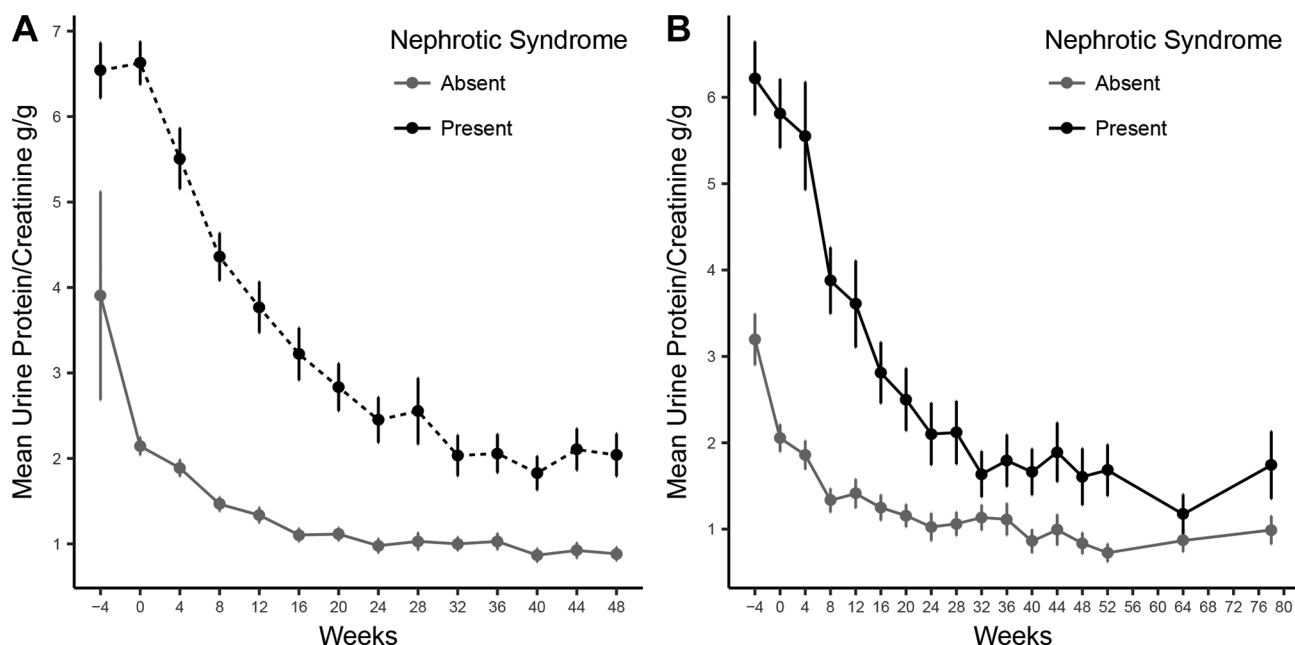 A
Mean Urine Protein/Creatinine g/g
7
6
5
4
3
2
1
Nephrotic Syndrome
Absent
Present
−4 0 4 8 12 16 20 24 28 32 36 40 44 48
Weeks
B
Mean Urine Protein/Creatinine g/g
6
5
4
3
2
1
Nephrotic Syndrome
Absent
Present
−4 0 4 8 12 16 20 24 28 32 36 40 44 48 52 56 60 64 68 72 76 80
Weeks